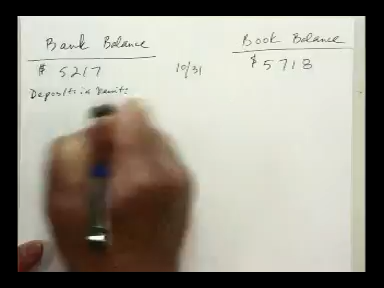 Bank Balance
Book Balance
$ 5217
10/31
$ 5718
Deposits in transit